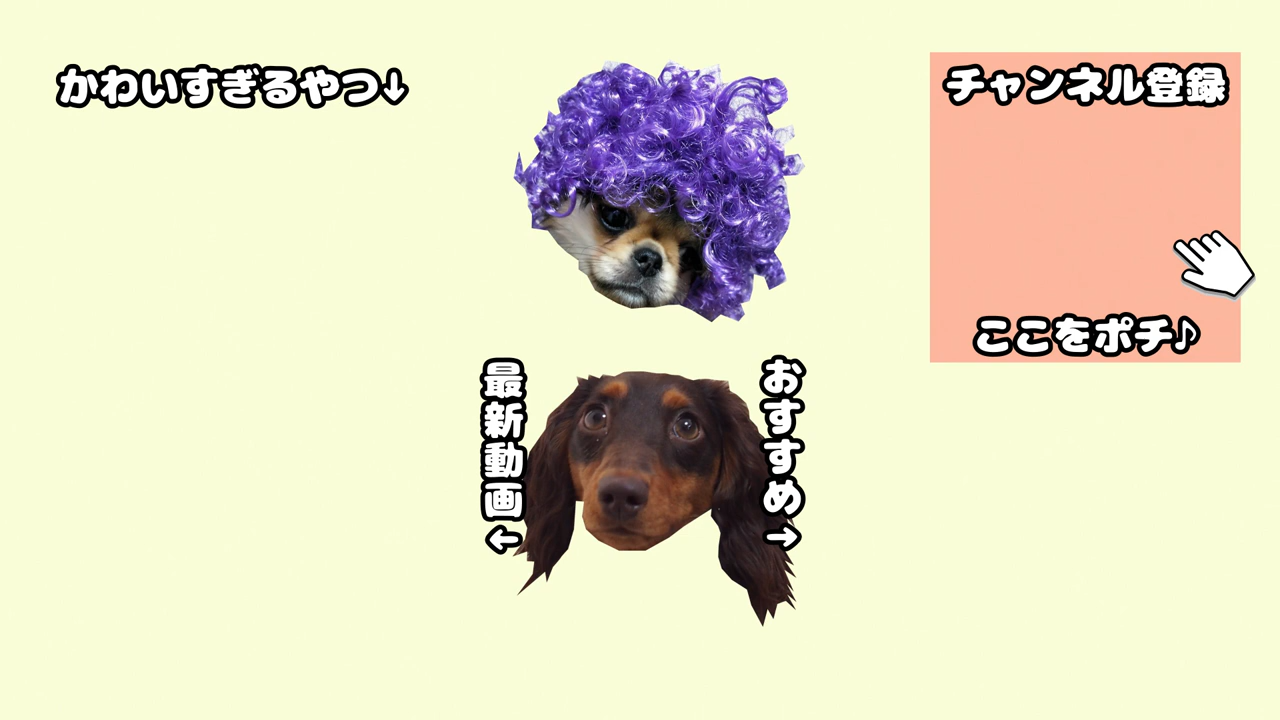 かわいすぎるやつ↓
チャンネル登録
ここをポチ♪
最新動画←
おすすめ→